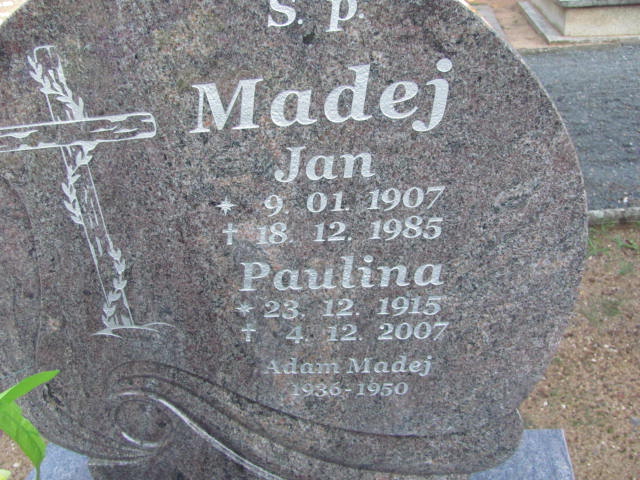 S. p.
Madej
Jan
* 9. 01. 1907
† 18. 12. 1985
Paulina
* 23. 12. 1915
† 4. 12. 2007
Adam Madej
1936-1950